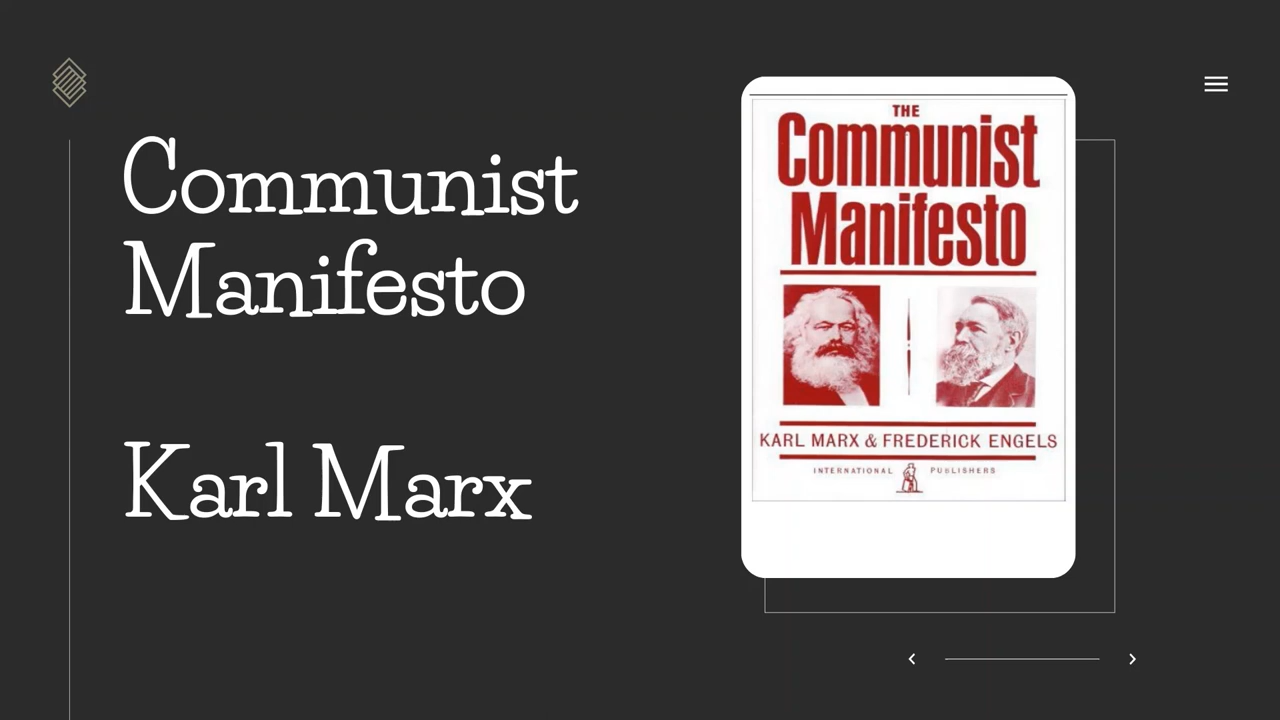 Communist
Manifesto
Karl Marx
THE
Communist
Manifesto
KARL MARX & FREDERICK ENGELS
INTERNATIONAL PUBLISHERS